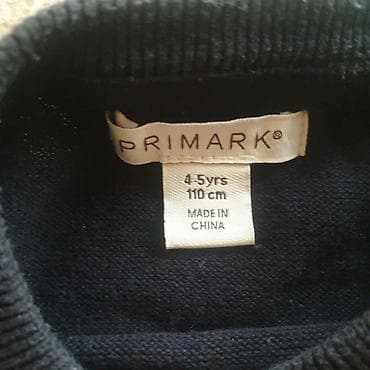 PRIMARK®
4-5yrs
110 cm
MADE IN
CHINA